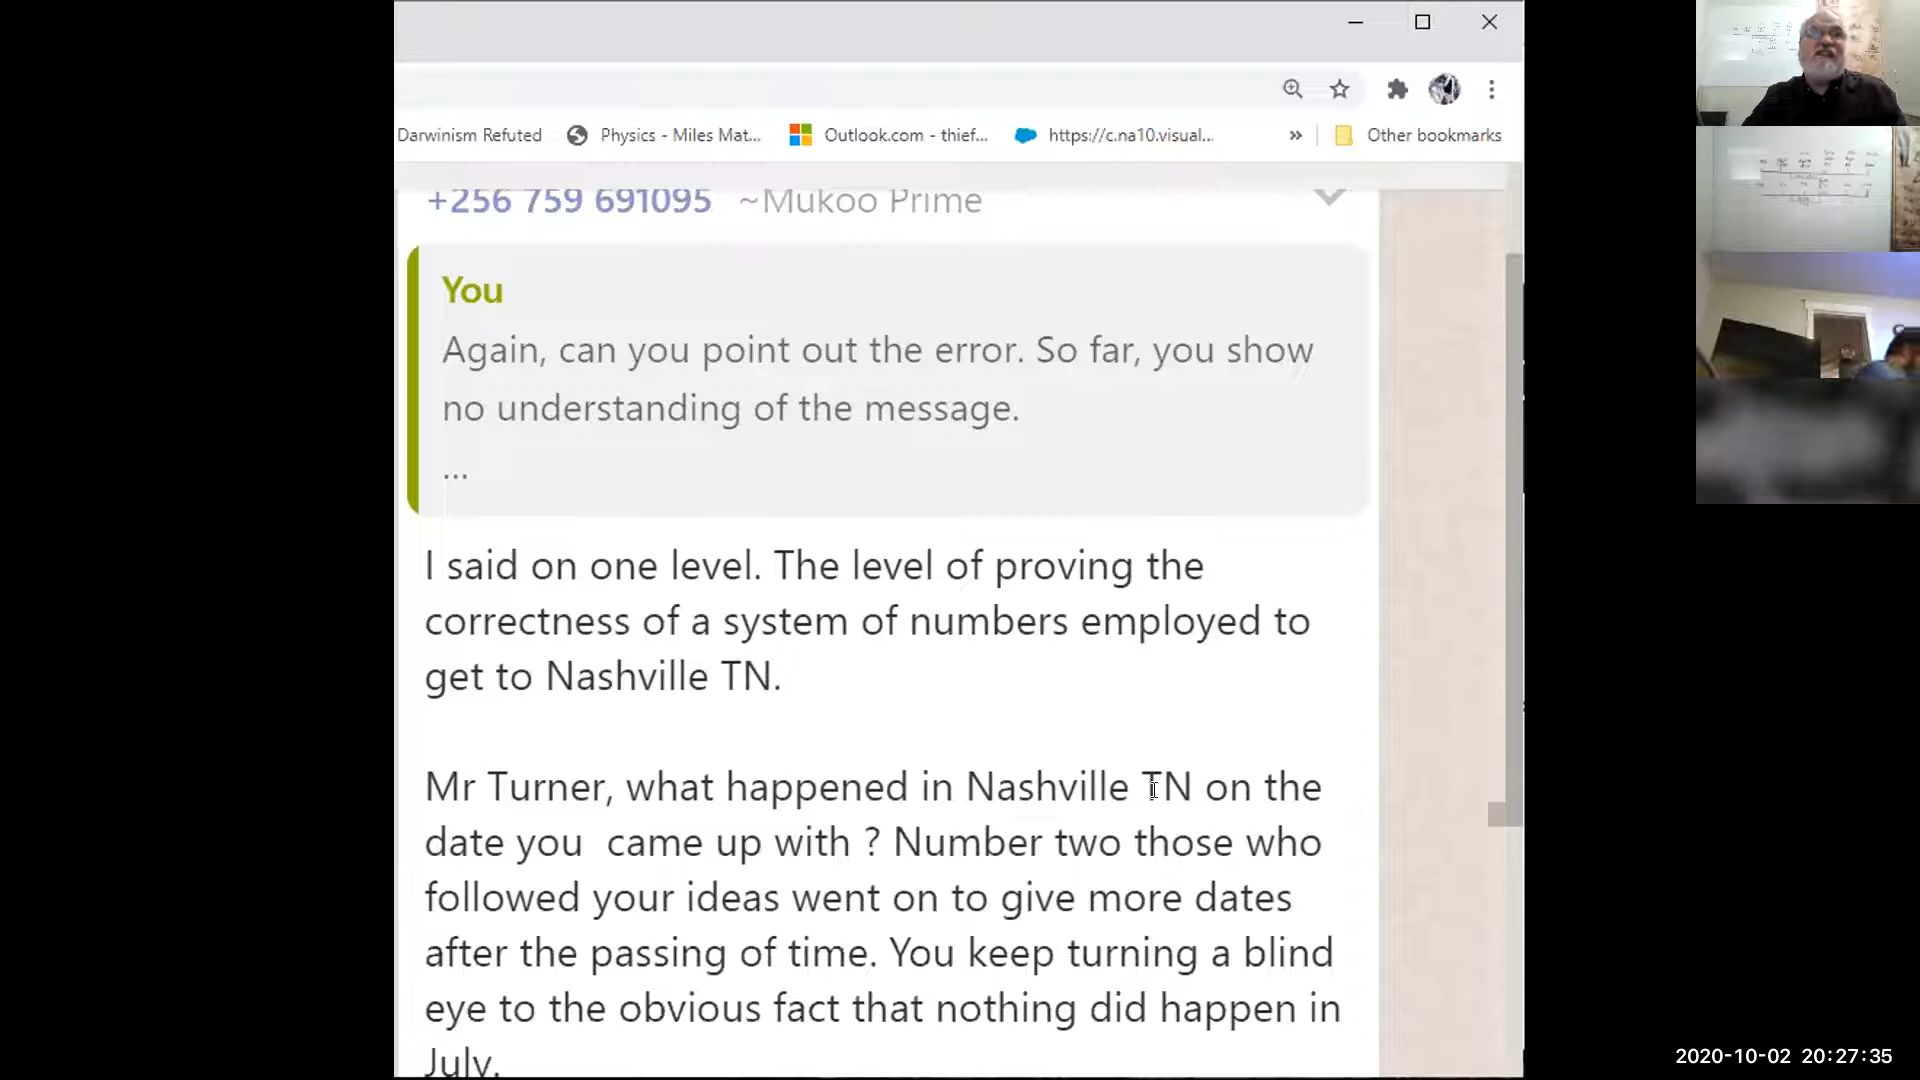 Darwinism Refuted
Physics - Miles Mat...
Outlook.com - thief...
https://c.na10.visual...
»
Other bookmarks
+256 759 691095 ~Mukoo Prime
You
Again, can you point out the error. So far, you show
no understanding of the message.
...
I said on one level. The level of proving the
correctness of a system of numbers employed to
get to Nashville TN.
Mr Turner, what happened in Nashville TN on the
date you  came up with ? Number two those who
followed your ideas went on to give more dates
after the passing of time. You keep turning a blind
eye to the obvious fact that nothing did happen in
July.
2020-10-02 20:27:35